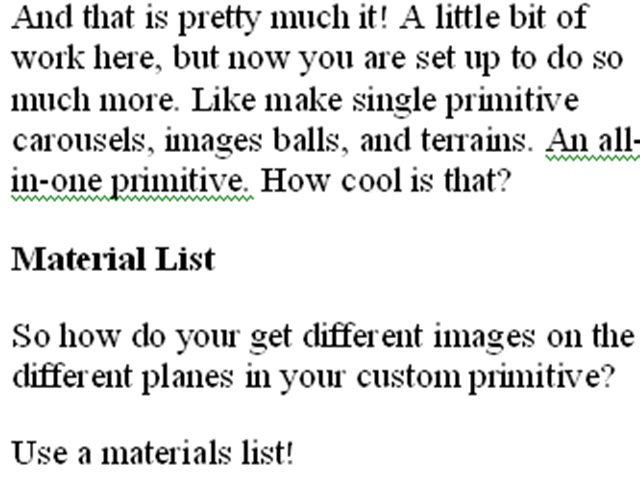 And that is pretty much it! A little bit of
work here, but now you are set up to do so
much more. Like make single primitive
carousels, images balls, and terrains. An all-
in-one primitive. How cool is that?
Material List
So how do your get different images on the
different planes in your custom primitive?
Use a materials list!